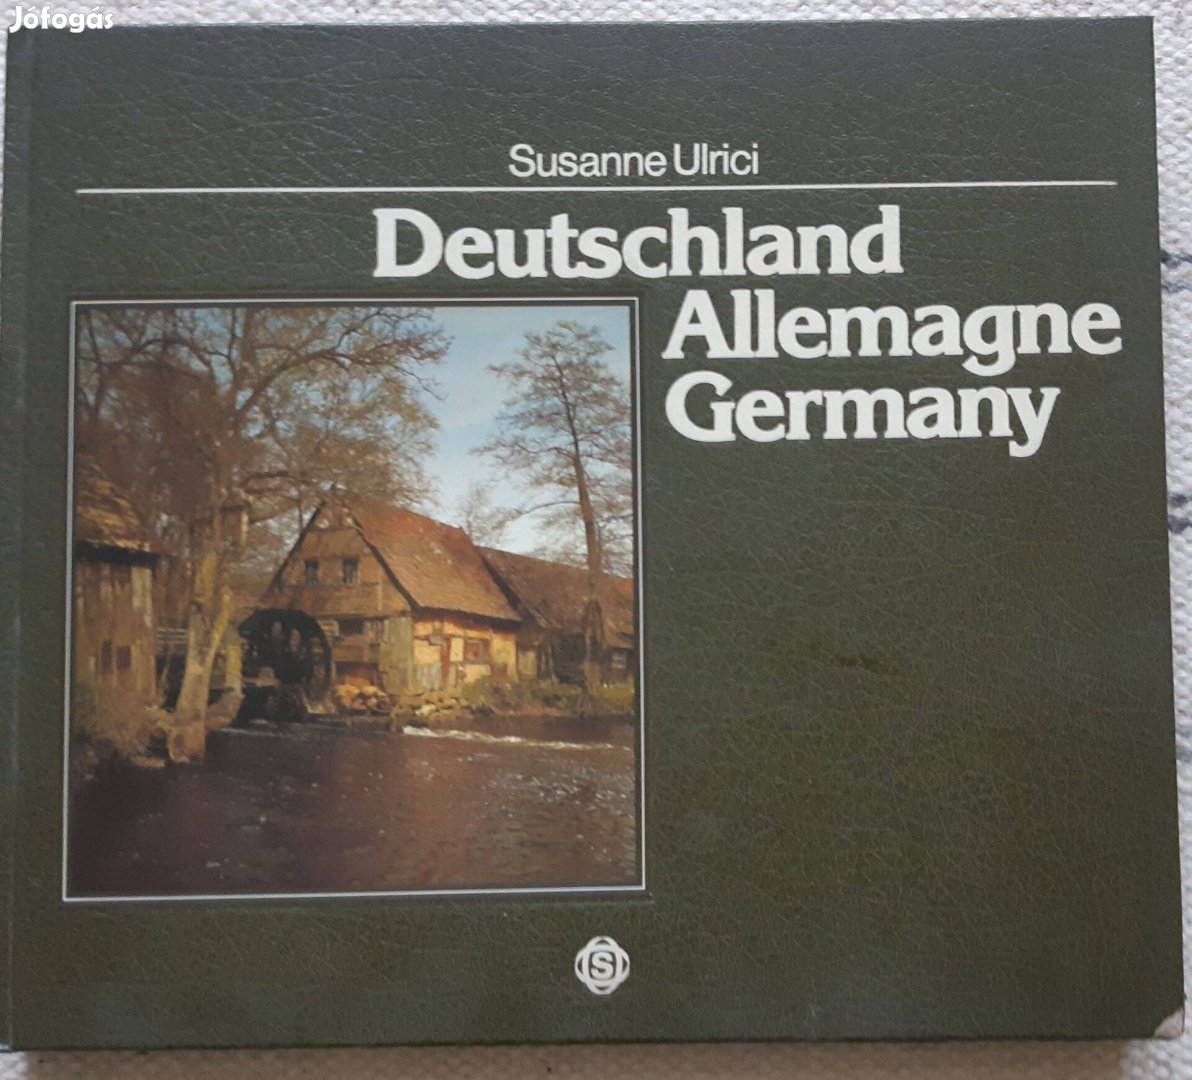 Jófogás
Susanne Ulrici
Deutschland
Allemagne
Germany
S